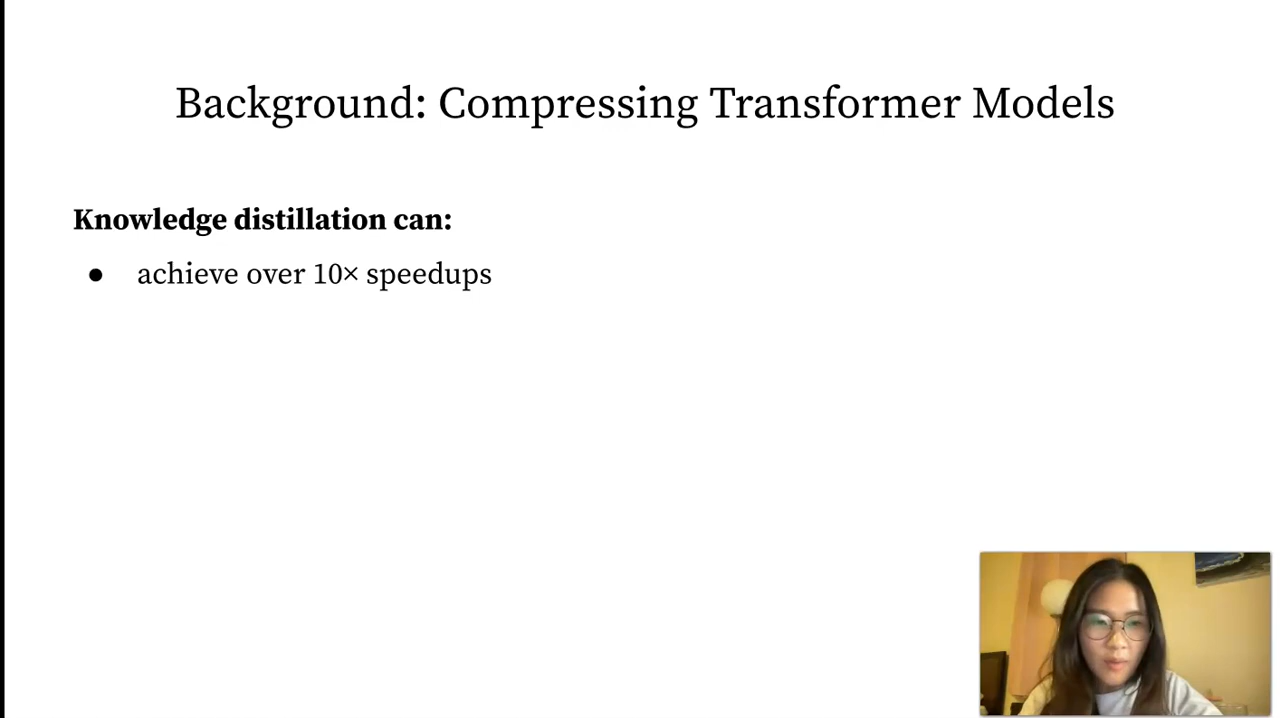 Background: Compressing Transformer Models
Knowledge distillation can:
● achieve over 10× speedups